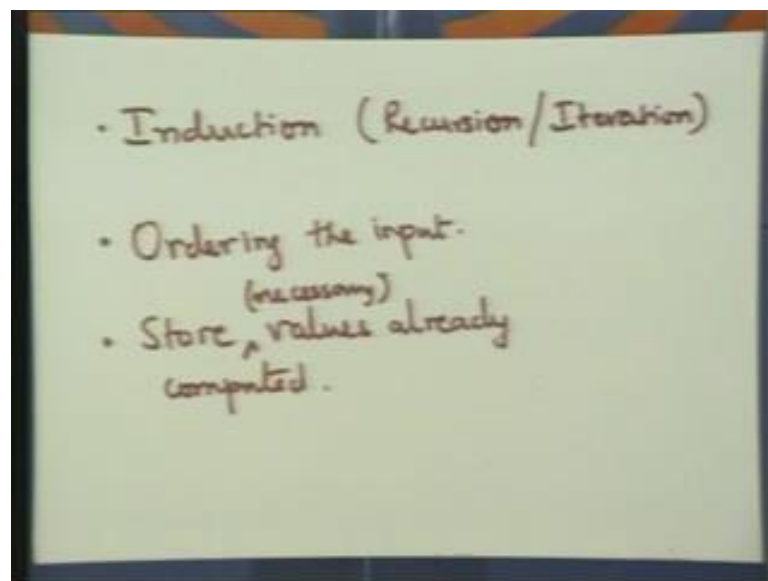 · Induction (Recursion/Iteration)
· Ordering the input.
(necessary)
· Store ^ values already
computed.